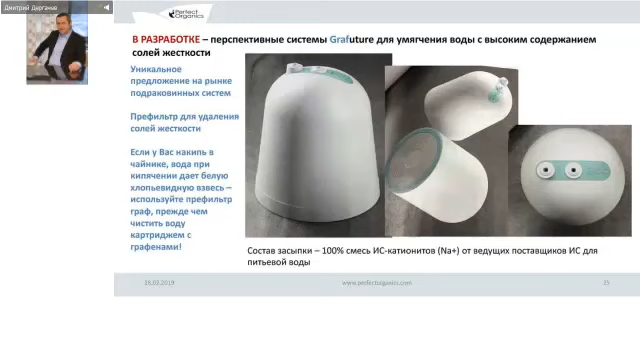 Дмитрий Дерганов
Perfect
Organics
В РАЗРАБОТКЕ – перспективные системы Grafuture для умягчения воды с высоким содержанием
солей жесткости
Уникальное
предложение на рынке
подраковинных систем
Префильтр для удаления
солей жесткости
Если у Вас накипь в
чайнике, вода при
кипячении дает белую
хлопьевидную взвесь –
используйте префильтр
граф, прежде чем
чистить воду
картриджем с
графенами!
Состав засыпки – 100% смесь ИС-катионитов (Na+) от ведущих поставщиков ИС для
питьевой воды
www.perfectorganics.com